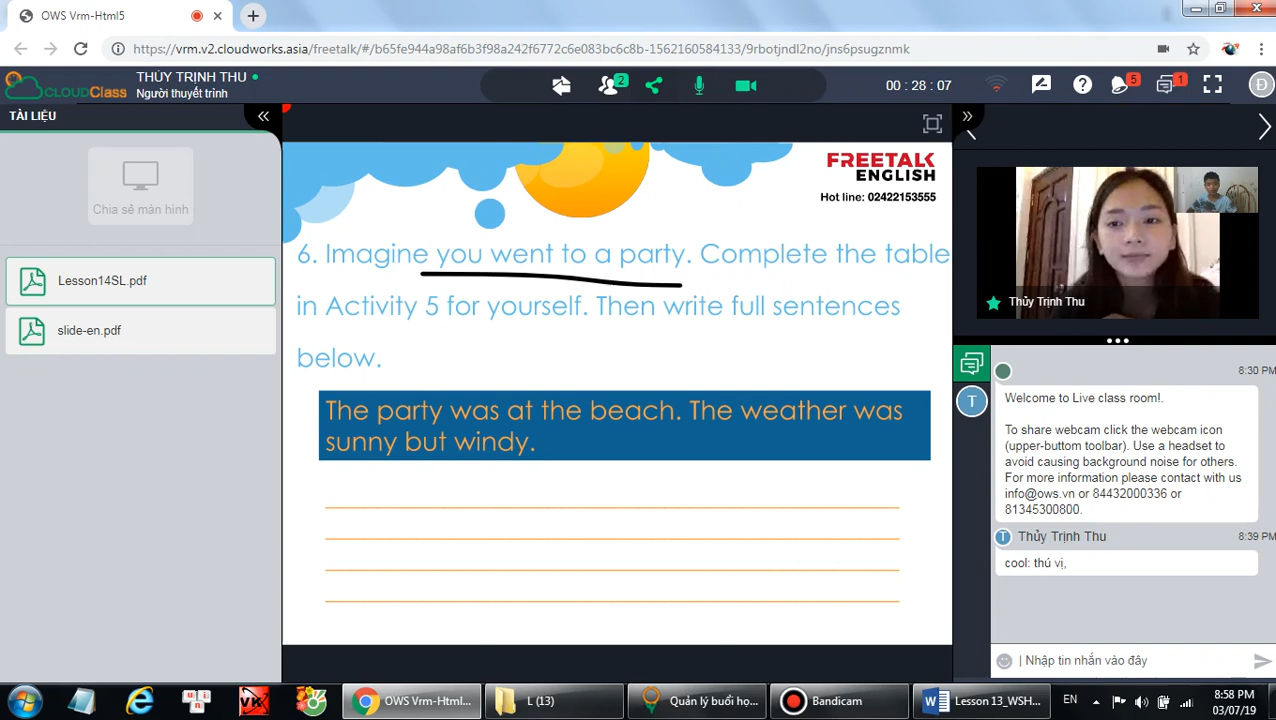 OWS Vrm-Html5
https://vrm.v2.cloudworks.asia/freetalk/#/b65fe944a98af6b3f98a242f6772c6e083bc6c8b-1562160584133/9rbotjndl2no/jns6psugznmk
CLOUDClass
THÙY TRỊNH THU
Người thuyết trình
2
00 : 28 : 07
5
1
Đ
TÀI LIỆU
Chia sẻ màn hình
Lesson14SL.pdf
slide-en.pdf
FREETALK
ENGLISH
Hot line: 02422153555
6. Imagine you went to a party. Complete the table
in Activity 5 for yourself. Then write full sentences
below.
The party was at the beach. The weather was
sunny but windy.
Thủy Trịnh Thu
8:30 PM
Welcome to Live class room!.
To share webcam click the webcam icon
(upper-buttom toolbar). Use a headset to
avoid causing background noise for others.
For more information please contact with us
info@ows.vn or 84432000336 or
81345300800.
T
T Thủy Trịnh Thu 8:39 PM
cool: thú vị,
Nhập tin nhắn vào đây
OWS Vrm-Html...
L (13)
Quản lý buổi họ...
Bandicam
Lesson 13_WSH...
EN
8:58 PM
03/07/19